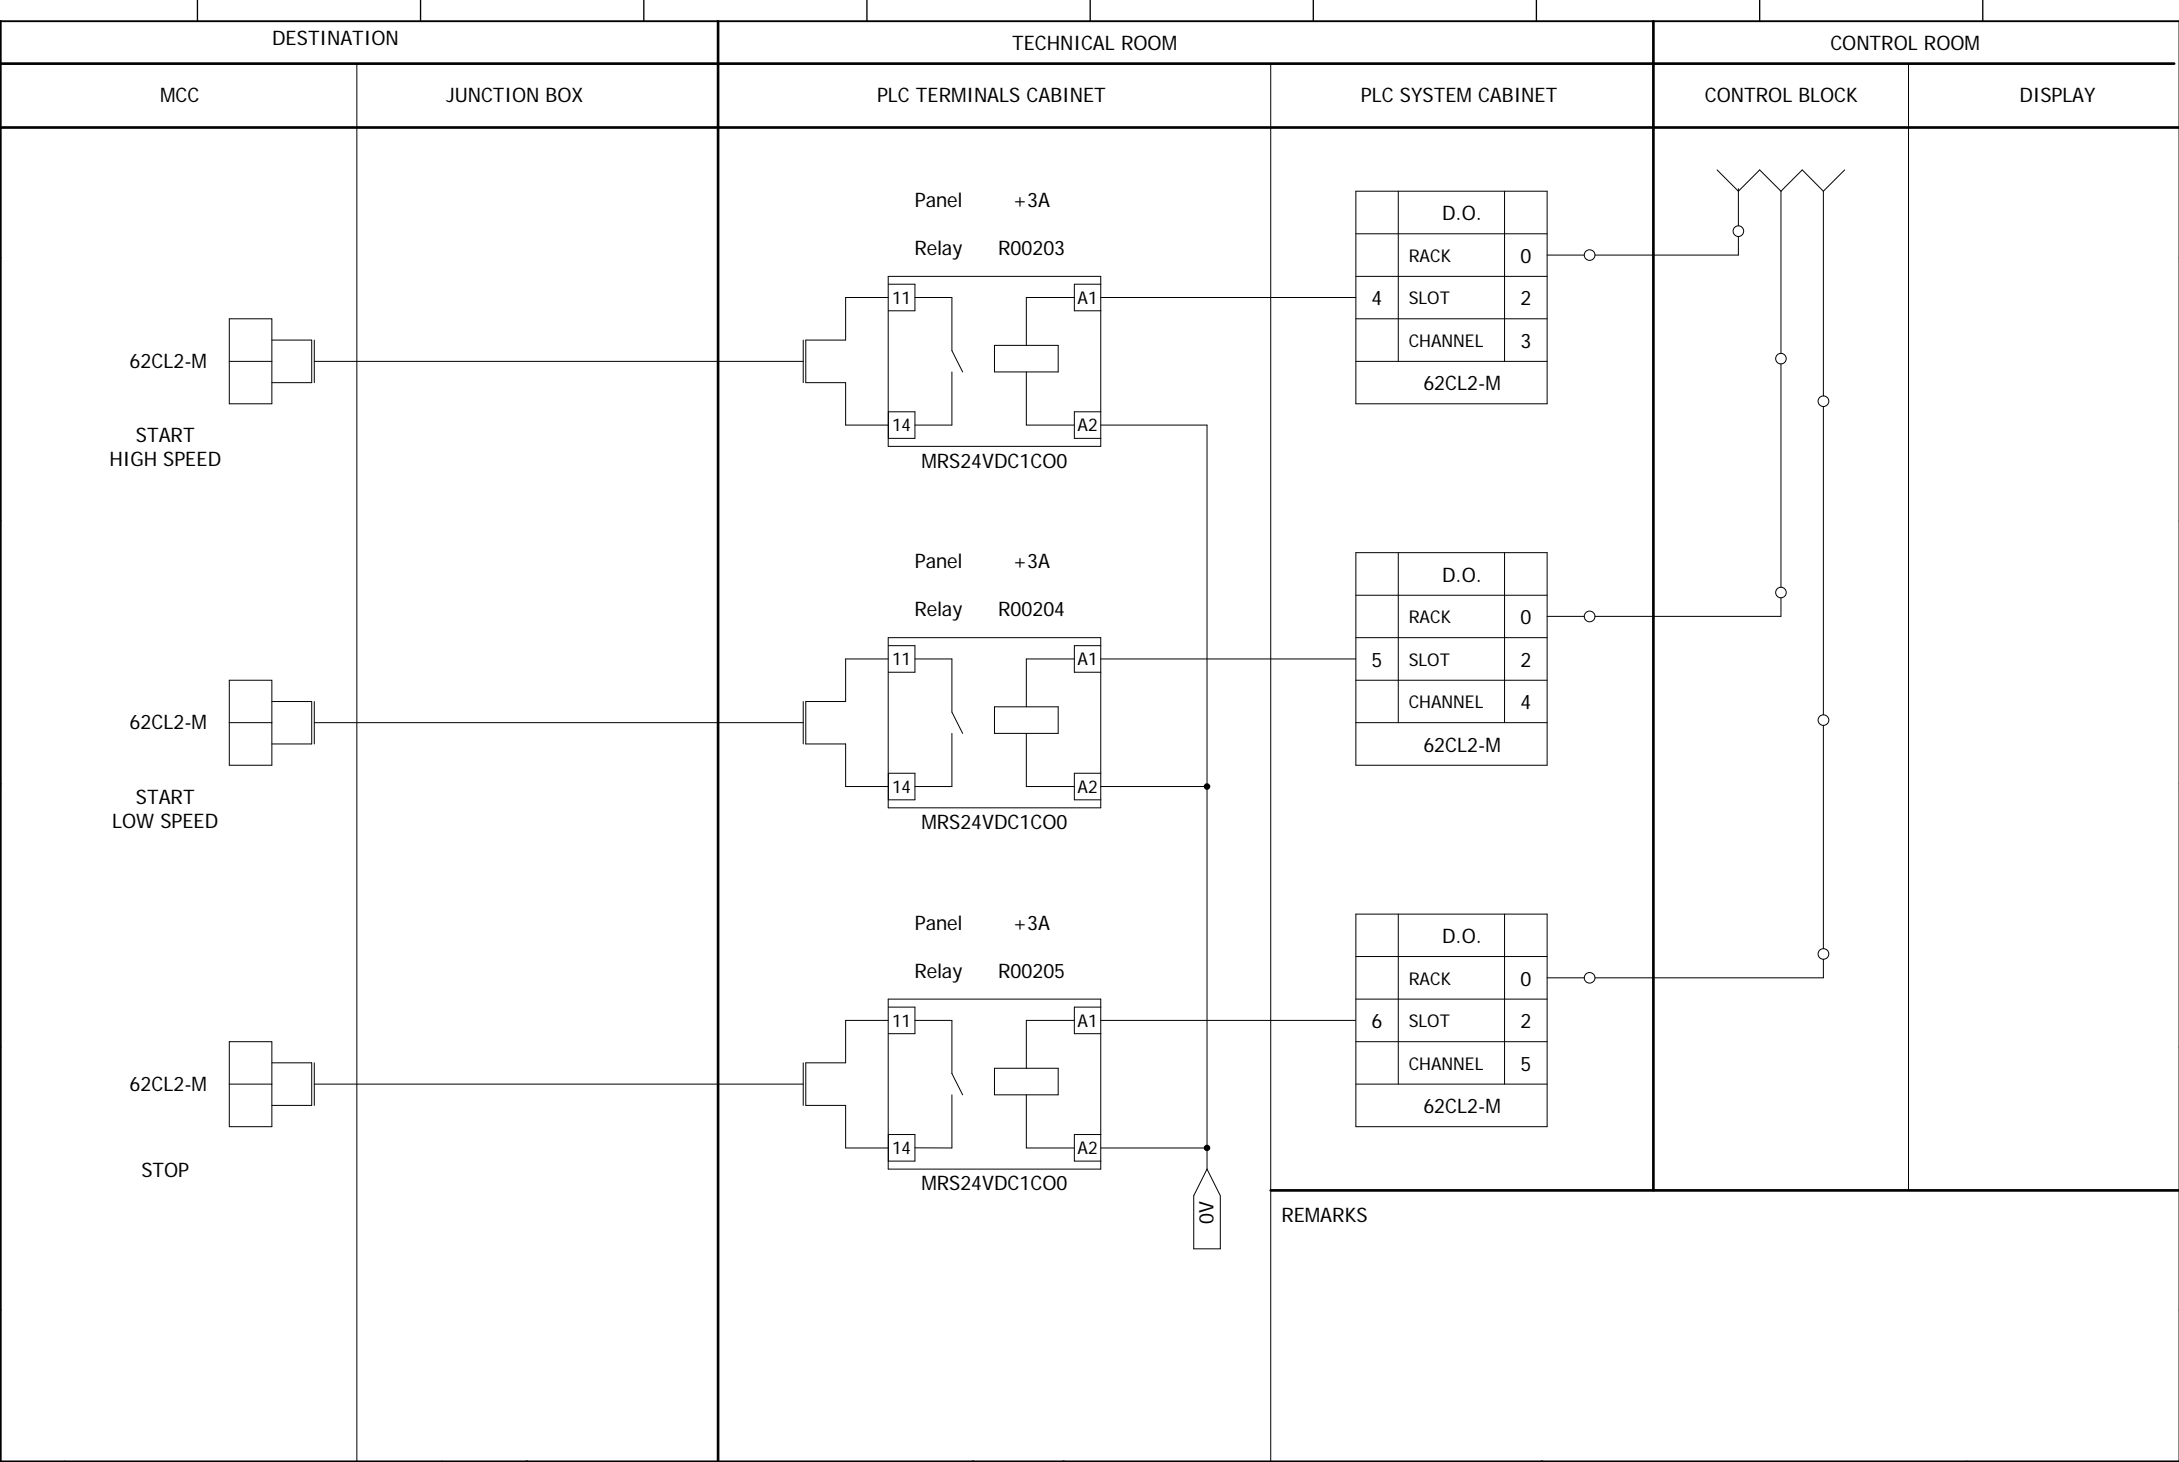 DESTINATION
TECHNICAL ROOM
CONTROL ROOM
MCC
JUNCTION BOX
PLC TERMINALS CABINET
PLC SYSTEM CABINET
CONTROL BLOCK
DISPLAY
62CL2-M
START
HIGH SPEED
Panel +3A
Relay R00203
11
A1
14
A2
MRS24VDC1CO0
D.O.
RACK 0
4 SLOT 2
CHANNEL 3
62CL2-M
62CL2-M
START
LOW SPEED
Panel +3A
Relay R00204
11
A1
14
A2
MRS24VDC1CO0
D.O.
RACK 0
5 SLOT 2
CHANNEL 4
62CL2-M
62CL2-M
STOP
Panel +3A
Relay R00205
11
A1
14
A2
MRS24VDC1CO0
D.O.
RACK 0
6 SLOT 2
CHANNEL 5
62CL2-M
0V
REMARKS